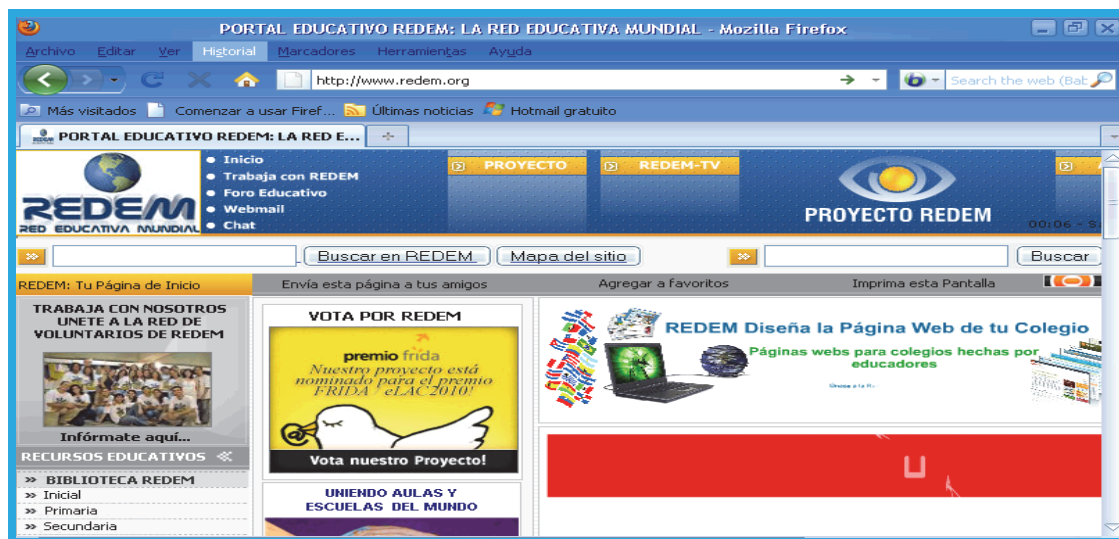 PORTAL EDUCATIVO REDEM: LA RED EDUCATIVA MUNDIAL - Mozilla Firefox
Archivo Editar Ver Historial Marcadores Herramientas Ayuda
http://www.redem.org
Search the web (Bab
Más visitados Comenzar a usar Firef... Últimas noticias Hotmail gratuito
PORTAL EDUCATIVO REDEM: LA RED E...
REDEM
RED EDUCATIVA MUNDIAL
Inicio
Trabaja con REDEM
Foro Educativo
Webmail
Chat
PROYECTO
REDEM-TV
PROYECTO REDEM
00:06 - S
Buscar en REDEM
Mapa del sitio
Buscar
REDEM: Tu Página de Inicio
Envía esta página a tus amigos
Agregar a favoritos
Imprima esta Pantalla
TRABAJA CON NOSOTROS
UNETE A LA RED DE
VOLUNTARIOS DE REDEM
Infórmate aquí...
RECURSOS EDUCATIVOS
» BIBLIOTECA REDEM
» Inicial
» Primaria
» Secundaria
VOTA POR REDEM
premio frida
Nuestro proyecto está
nominado para el premio
FRIDA / eLAC2010!
Vota nuestro Proyecto!
UNIENDO AULAS Y
ESCUELAS DEL MUNDO
REDEM Diseña la Página Web de tu Colegio
Páginas webs para colegios hechas por
educadores